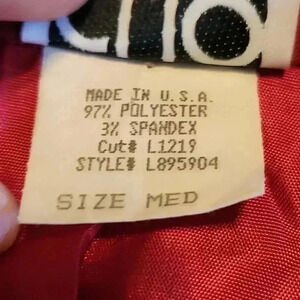 MADE IN U.S.A.
97% POLYESTER
3% SPANDEX
Cut# L1219
STYLE# L895904
SIZE MED